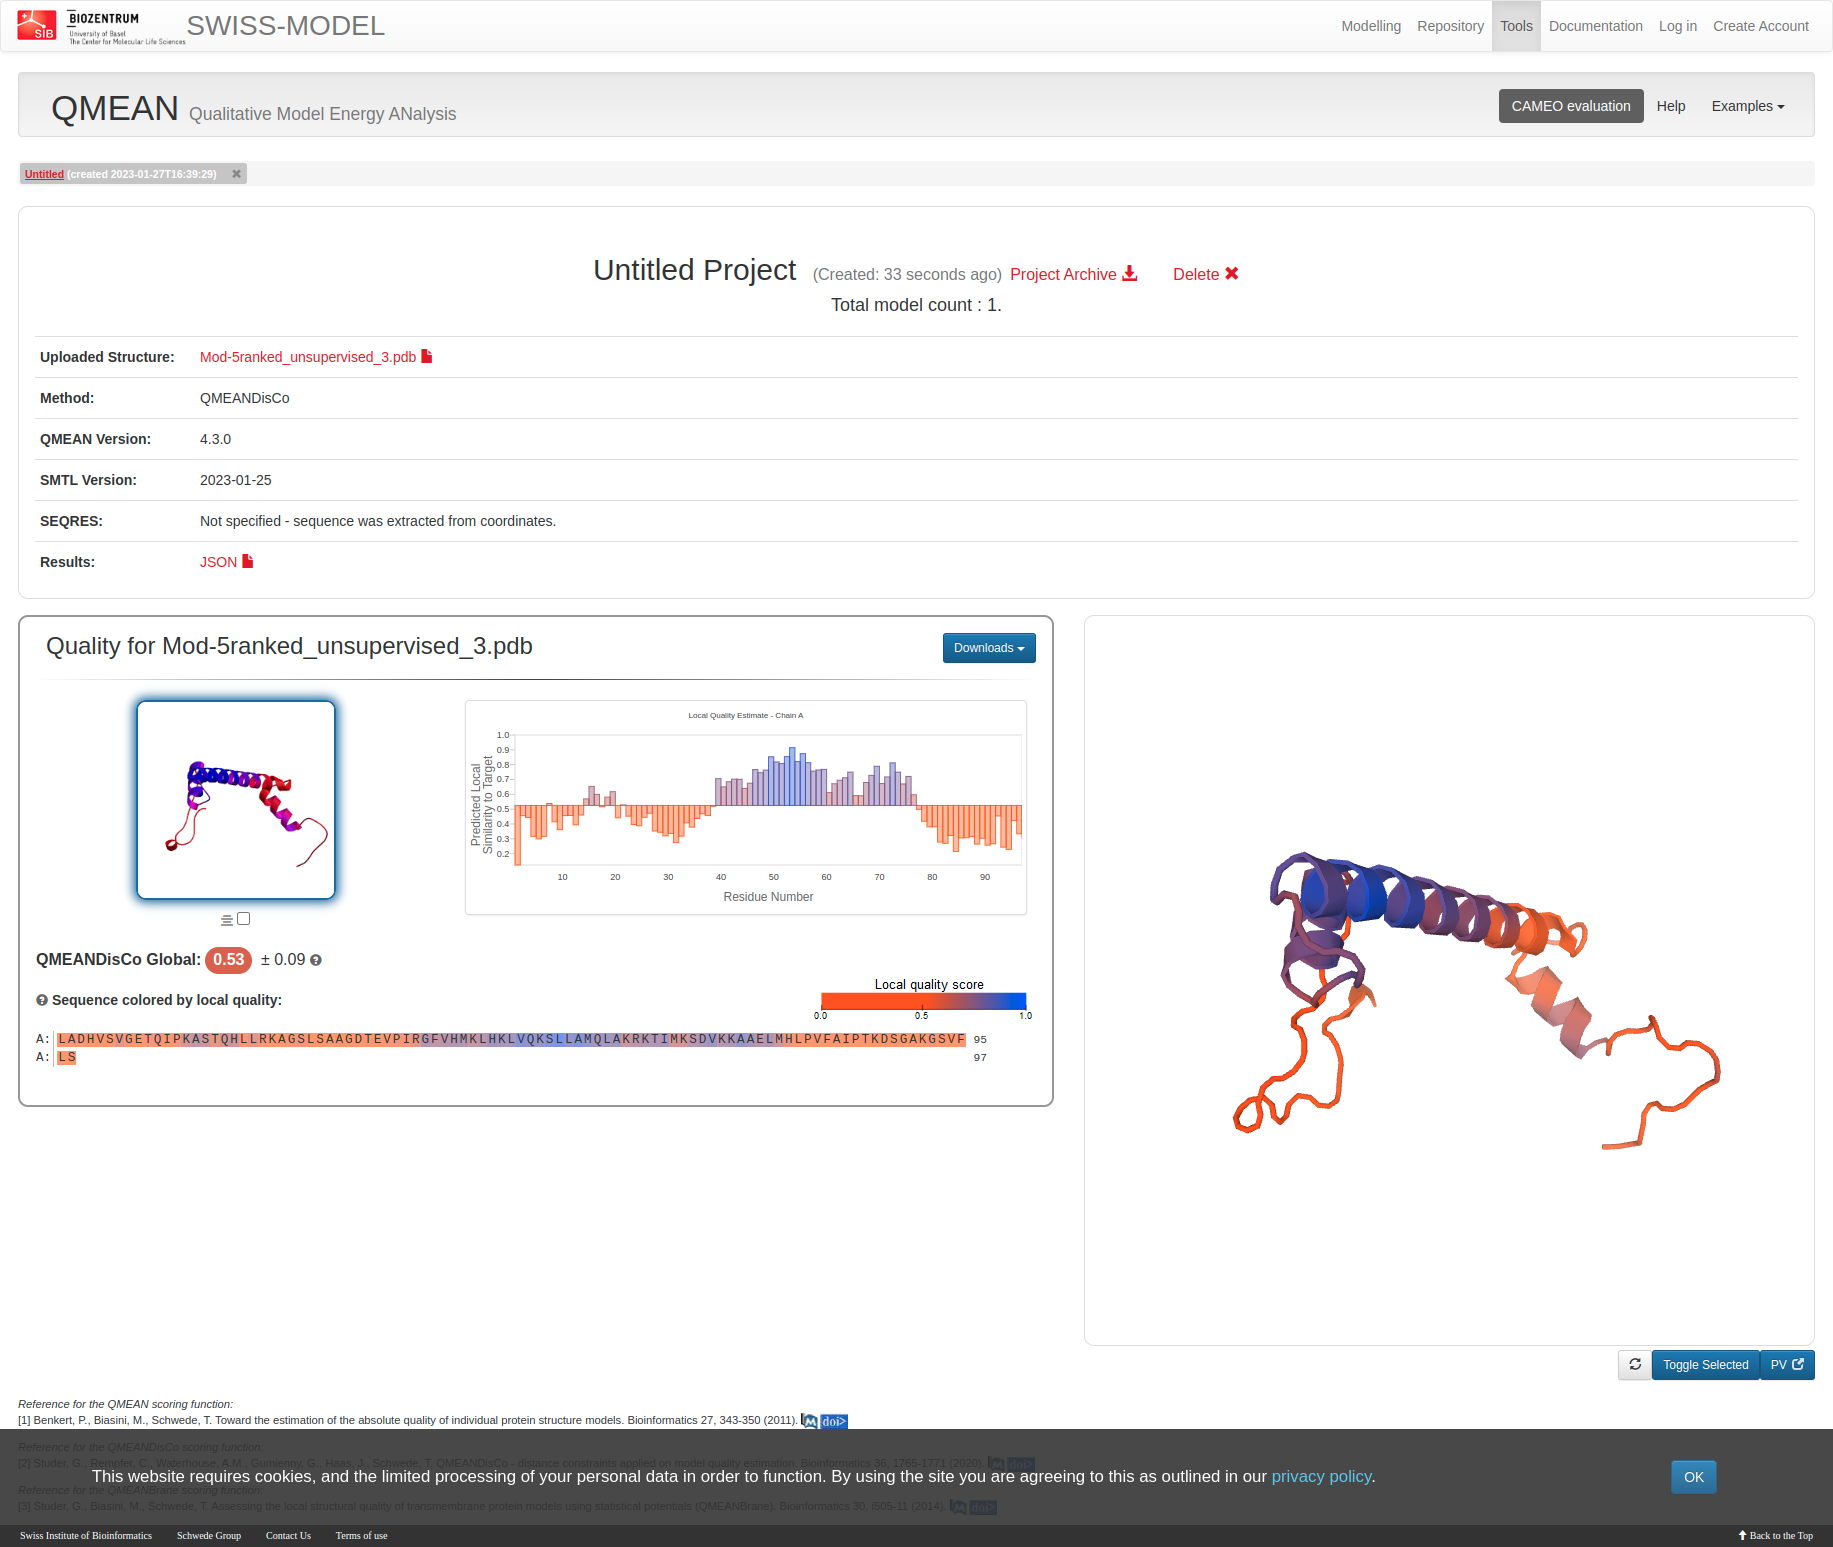 SIB
BIOZENTRUM
University of Basel
The Center for Molecular Life Sciences
SWISS-MODEL
Modelling Repository Tools Documentation Log in Create Account
QMEAN Qualitative Model Energy ANalysis
CAMEO evaluation Help Examples
Untitled (created 2023-01-27T16:39:29)
Untitled Project (Created: 33 seconds ago) Project Archive Delete
Total model count : 1.
Uploaded Structure: Mod-5ranked_unsupervised_3.pdb
Method: QMEANDisCo
QMEAN Version: 4.3.0
SMTL Version: 2023-01-25
SEQRES: Not specified - sequence was extracted from coordinates.
Results: JSON
Quality for Mod-5ranked_unsupervised_3.pdb
Downloads
Local Quality Estimate - Chain A
Predicted Local
Similarity to Target
1.0
0.9
0.8
0.7
0.6
0.5
0.4
0.3
0.2
10 20 30 40 50 60 70 80 90
Residue Number
QMEANDisCo Global: 0.53 ± 0.09
Sequence colored by local quality:
Local quality score
0.0 0.5 1.0
A: LADHVSVGETQIPKASTQHLLRKAGSLSAAGDTEVPIRGFVHMKLHKLVQKSLLAMQLAKRKTIMKSDVKKAAELMHLPVFAIPTKDSGAKGSVF 95
A: LS 97
Toggle Selected PV
Reference for the QMEAN scoring function:
[1] Benkert, P., Biasini, M., Schwede, T. Toward the estimation of the absolute quality of individual protein structure models. Bioinformatics 27, 343-350 (2011). doi>
Reference for the QMEANDisCo scoring function:
[2] Studer, G., Rempfer, C., Waterhouse, A.M., Gumienny, G., Haas, J., Schwede, T. QMEANDisCo - distance constraints applied on model quality estimation. Bioinformatics 36, 1765-1771 (2020). doi>
This website requires cookies, and the limited processing of your personal data in order to function. By using the site you are agreeing to this as outlined in our privacy policy.
OK
Reference for the QMEANBrane scoring function:
[3] Studer, G., Biasini, M., Schwede, T. Assessing the local structural quality of transmembrane protein models using statistical potentials (QMEANBrane). Bioinformatics 30, i505-11 (2014). doi>
Swiss Institute of Bioinformatics Schwede Group Contact Us Terms of use
Back to the Top